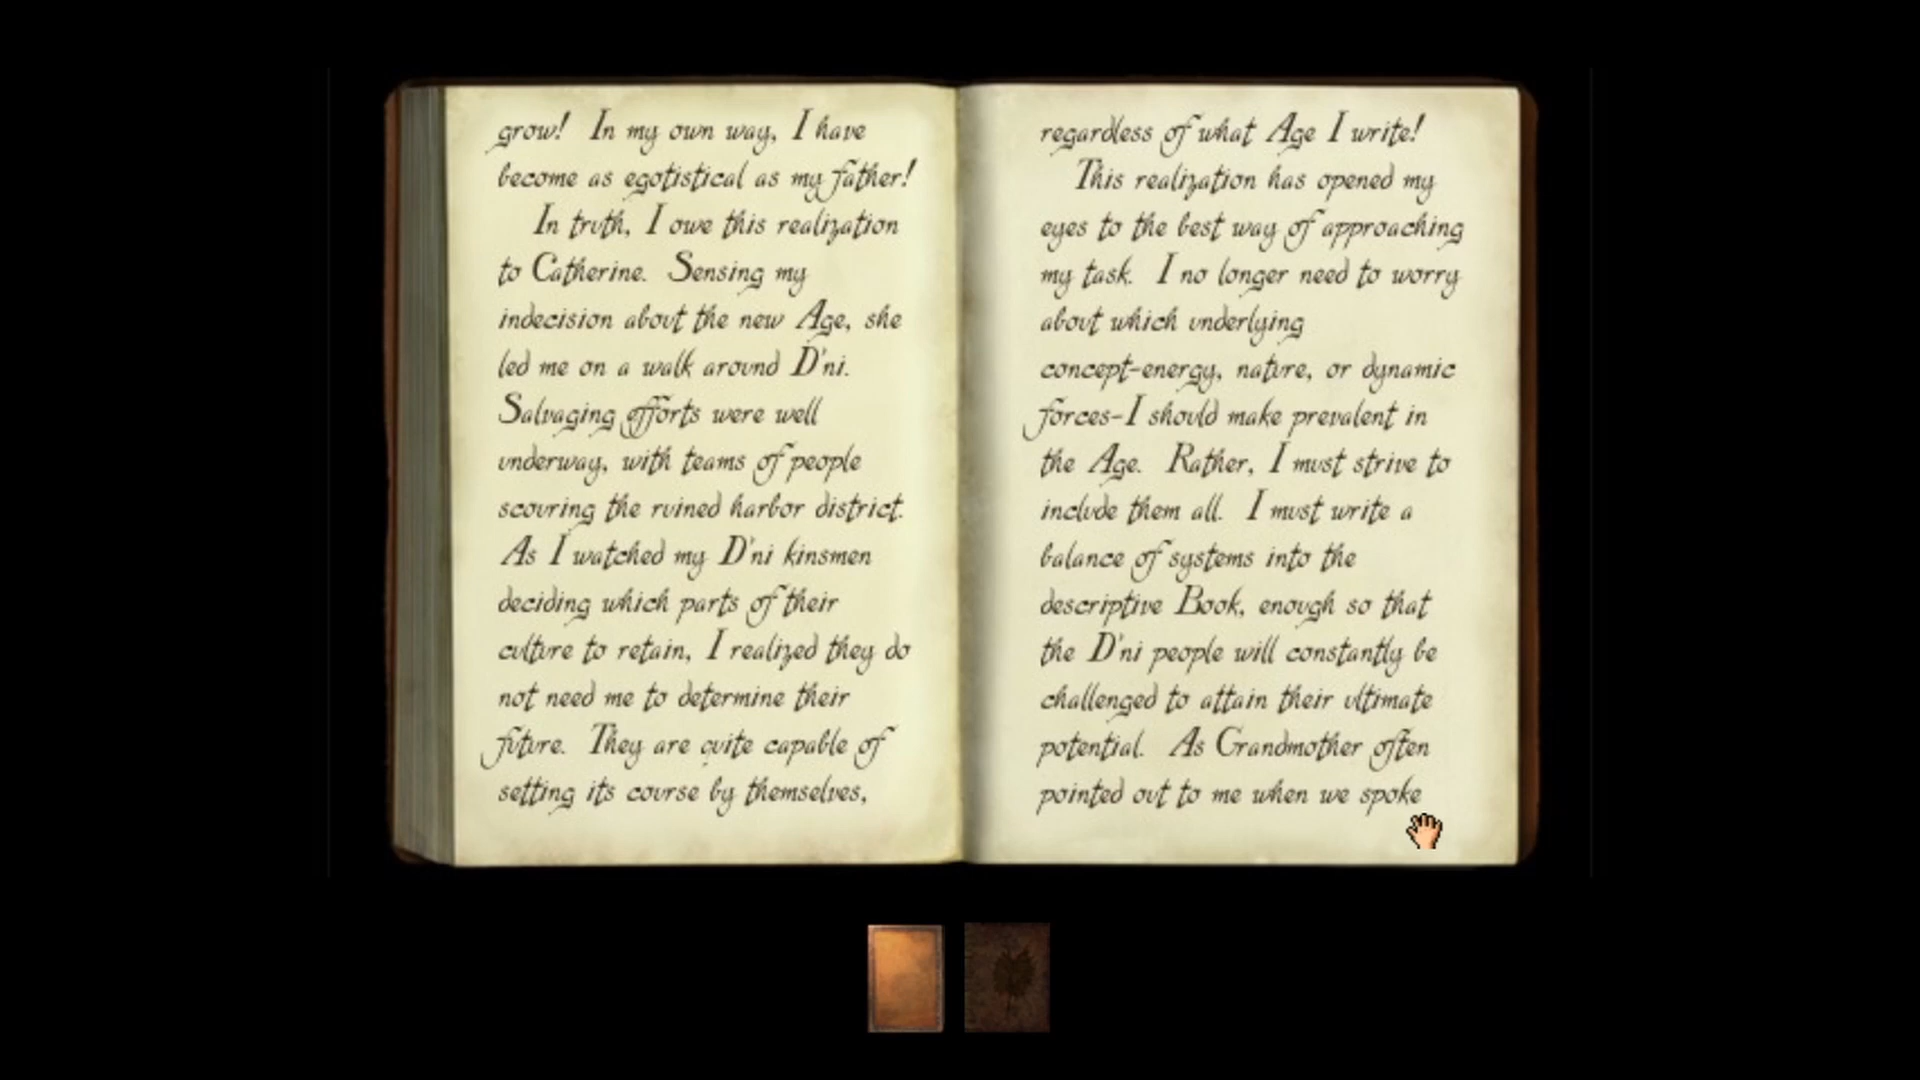 grow!  In my own way, I have
become as egotistical as my father!
In truth, I owe this realization
to Catherine.  Sensing my
indecision about the new Age, she
led me on a walk around D'ni.
Salvaging efforts were well
underway, with teams of people
scouring the ruined harbor district.
As I watched my D'ni kinsmen
deciding which parts of their
culture to retain, I realized they do
not need me to determine their
future.  They are quite capable of
setting its course by themselves,
regardless of what Age I write!
This realization has opened my
eyes to the best way of approaching
my task.  I no longer need to worry
about which underlying
concept-energy, nature, or dynamic
forces-I should make prevalent in
the Age.  Rather, I must strive to
include them all.  I must write a
balance of systems into the
descriptive Book, enough so that
the D'ni people will constantly be
challenged to attain their ultimate
potential.  As Grandmother often
pointed out to me when we spoke